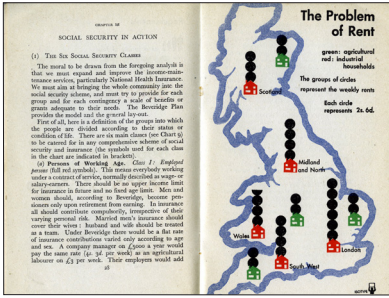 CHAPTER III
SOCIAL SECURITY IN ACTION
(1) THE SIX SOCIAL SECURITY CLASSES
The moral to be drawn from the foregoing analysis is
that we must expand and improve the income-main-
tenance services, particularly National Health Insurance.
We must aim at bringing the whole community into the
social security scheme, and must try to provide for each
group and for each contingency a scale of benefits or
grants adequate to their needs. The Beveridge Plan
provides the model and the general lay-out.
First of all, here is a definition of the groups into which
the people are divided according to their status or
condition of life. There are six main classes (see Chart 9)
to be catered for in any comprehensive scheme of social
security and insurance (the symbols used for each class
in the chart are indicated in brackets).
(a) Persons of Working Age. Class I: Employed
persons (full red symbols). This means everybody working
under a contract of service, normally described as wage- or
salary-earners. There should be no upper income limit
for insurance in future and no fixed age limit. Men and
women should, according to Beveridge, become pen-
sioners only upon retirement from earning. In insurance
all should contribute compulsorily, irrespective of their
varying personal risk. Married men's insurance should
cover their wives: husband and wife should be treated
as a team. Under Beveridge there would be a flat rate
of insurance contributions varied only according to age
and sex. A company manager on £5000 a year would
pay the same rate (4s. 3d. per week) as an agricultural
labourer on £3 per week. Their employers would add
28
The Problem
of Rent
green: agricultural
red: industrial
households
The groups of circles
represent the weekly rents
Each circle
represents 2s. 6d.
Scotland
Midland
and North
Wales
London
South West